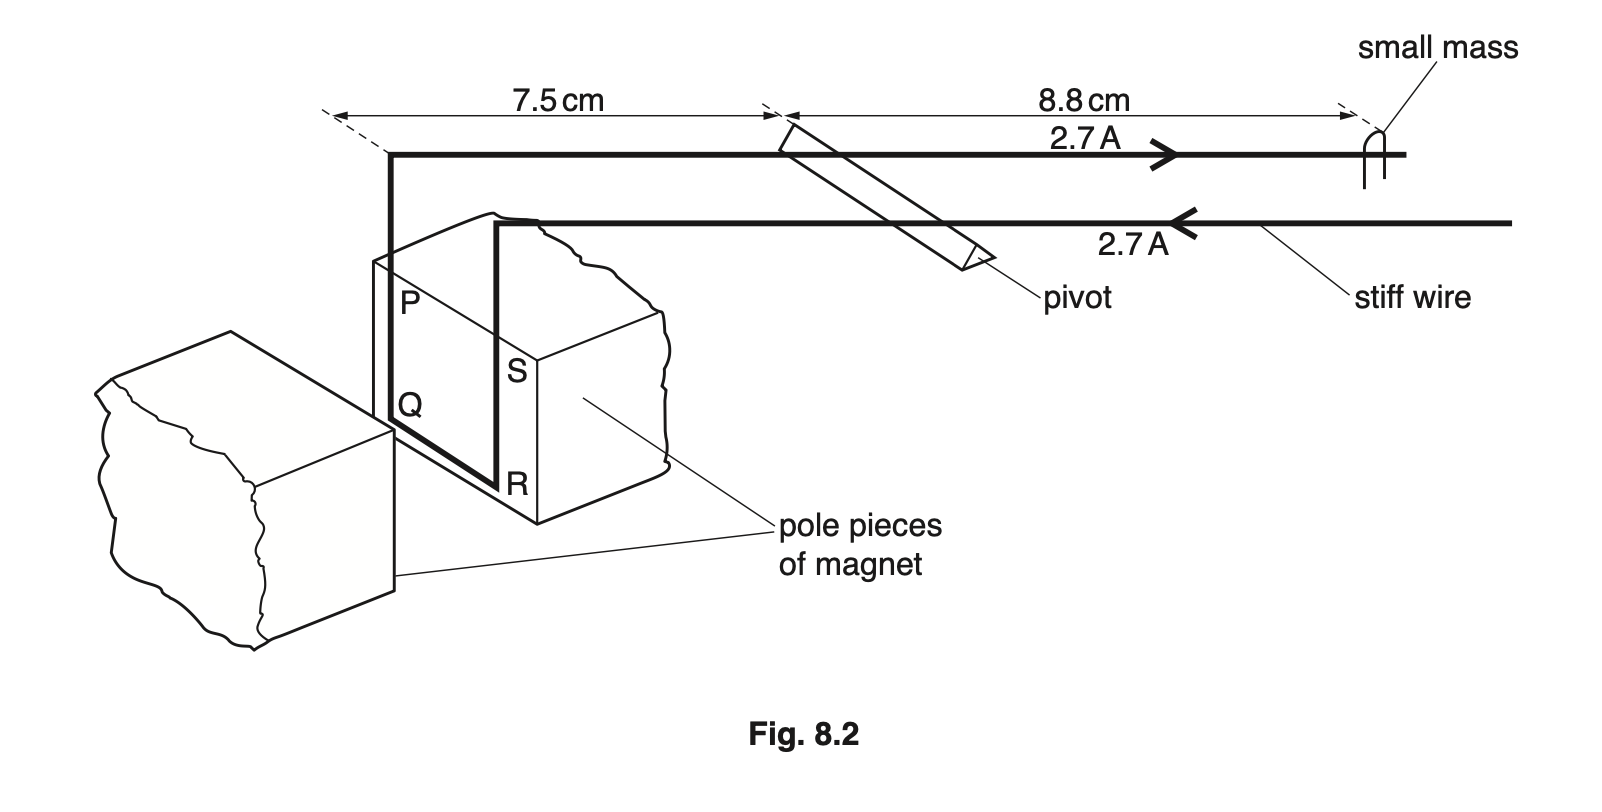 small mass
7.5 cm
8.8 cm
2.7 A
2.7 A
pivot
stiff wire
P
S
Q
R
pole pieces
of magnet
Fig. 8.2